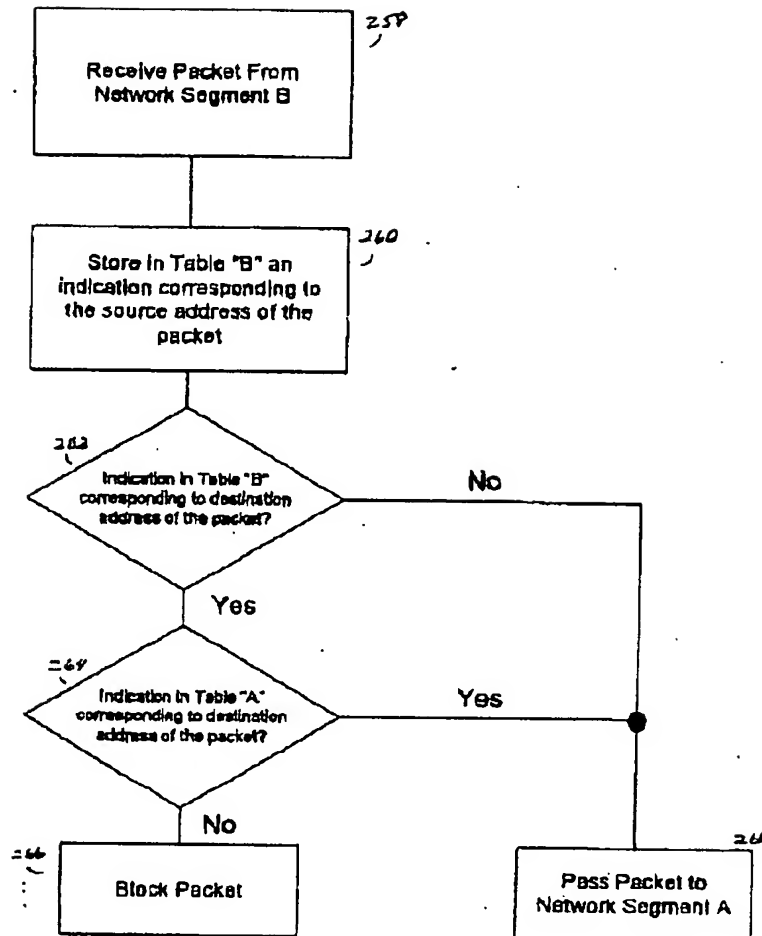 258
Receive Packet From
Network Segment B
260
Store in Table "B" an
indication corresponding to
the source address of the
packet
Indication in Table "B"
corresponding to destination
address of the packet?
No
Yes
264
Indication in Table "A"
corresponding to destination
address of the packet?
Yes
No
266
Block Packet
Pass Packet to
Network Segment A